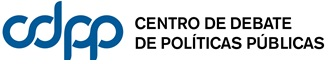 cdpp
CENTRO DE DEBATE
DE POLÍTICAS PÚBLICAS